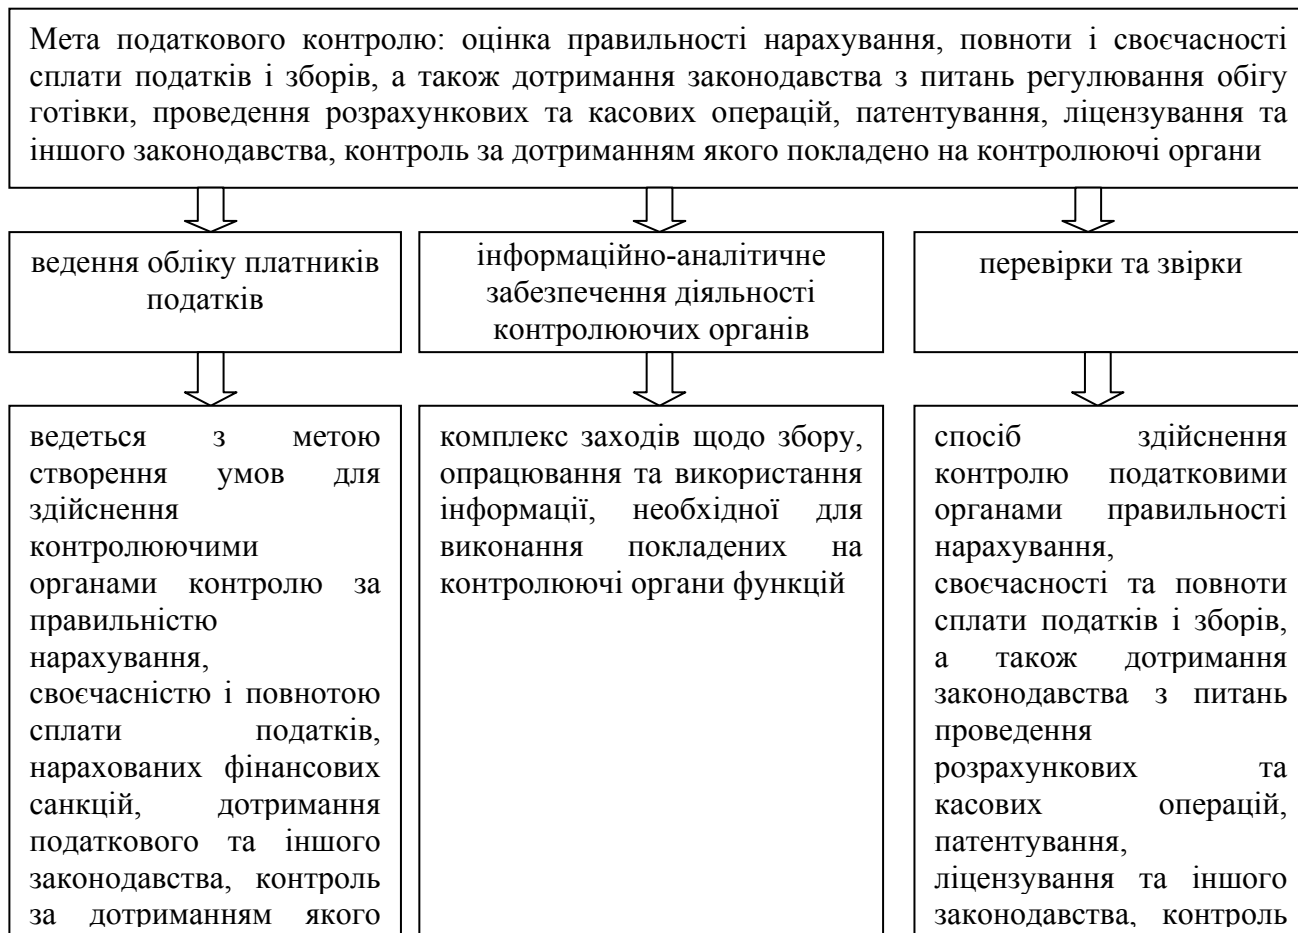 Мета податкового контролю: оцінка правильності нарахування, повноти і своєчасності
сплати податків і зборів, а також дотримання законодавства з питань регулювання обігу
готівки, проведення розрахункових та касових операцій, патентування, ліцензування та
іншого законодавства, контроль за дотриманням якого покладено на контролюючі органи
ведення обліку платників
податків
інформаційно-аналітичне
забезпечення діяльності
контролюючих органів
перевірки та звірки
ведеться з метою
створення умов для
здійснення
контролюючими
органами контролю за
правильністю
нарахування,
своєчасністю і повнотою
сплати податків,
нарахованих фінансових
санкцій, дотримання
податкового та іншого
законодавства, контроль
за дотриманням якого
комплекс заходів щодо збору,
опрацювання та використання
інформації, необхідної для
виконання покладених на
контролюючі органи функцій
спосіб здійснення
контролю податковими
органами правильності
нарахування,
своєчасності та повноти
сплати податків і зборів,
а також дотримання
законодавства з питань
проведення
розрахункових та
касових операцій,
патентування,
ліцензування та іншого
законодавства, контроль